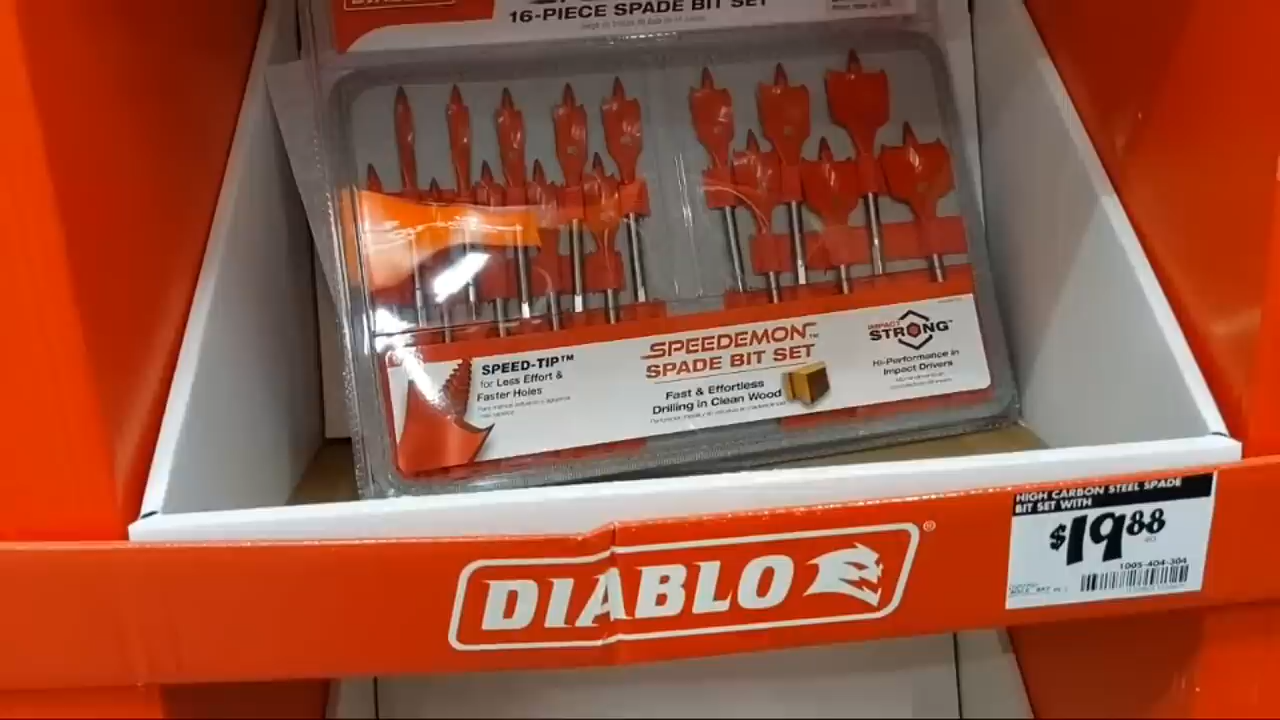 DIABLO
16-PIECE SPADE BIT SET
SPEED-TIP™
for Less Effort &
Faster Holes
SPEEDEMON™
SPADE BIT SET
Fast & Effortless
Drilling in Clean Wood
IMPACT
STRONG™
Hi-Performance in
Impact Drivers
DIABLO®
HIGH CARBON STEEL SPADE
BIT SET WITH
$19.88
1005-404-304